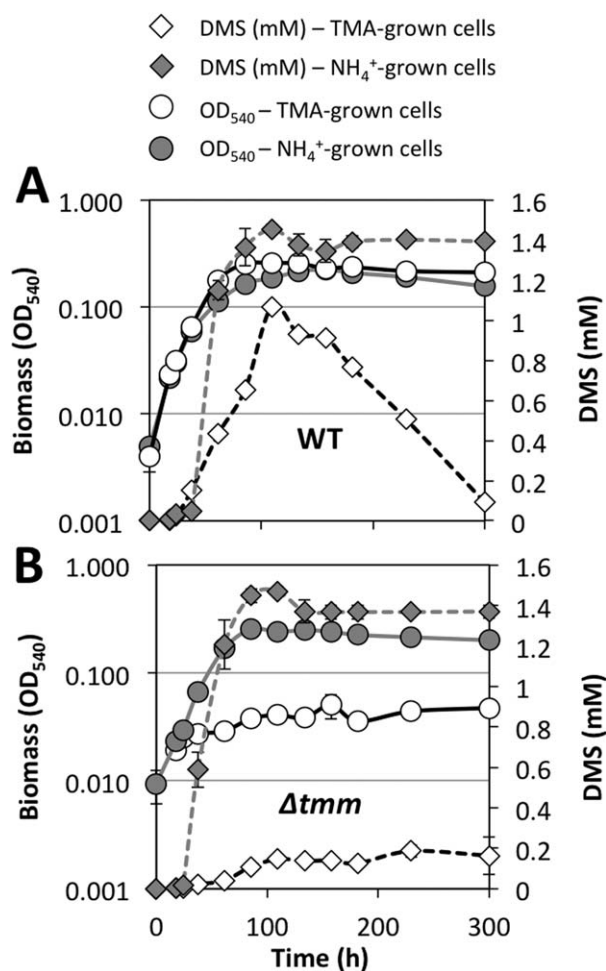 DMS (mM) – TMA-grown cells
DMS (mM) – NH₄⁺-grown cells
OD₅₄₀ – TMA-grown cells
OD₅₄₀ – NH₄⁺-grown cells
A
Biomass (OD₅₄₀)
1.000
0.100
0.010
0.001
WT
1.6
1.4
1.2
1
0.8
0.6
0.4
0.2
0
DMS (mM)
0
100
200
300
B
Biomass (OD₅₄₀)
1.000
0.100
0.010
0.001
Δtmm
1.6
1.4
1.2
1
0.8
0.6
0.4
0.2
0
DMS (mM)
0
100
200
300
Time (h)